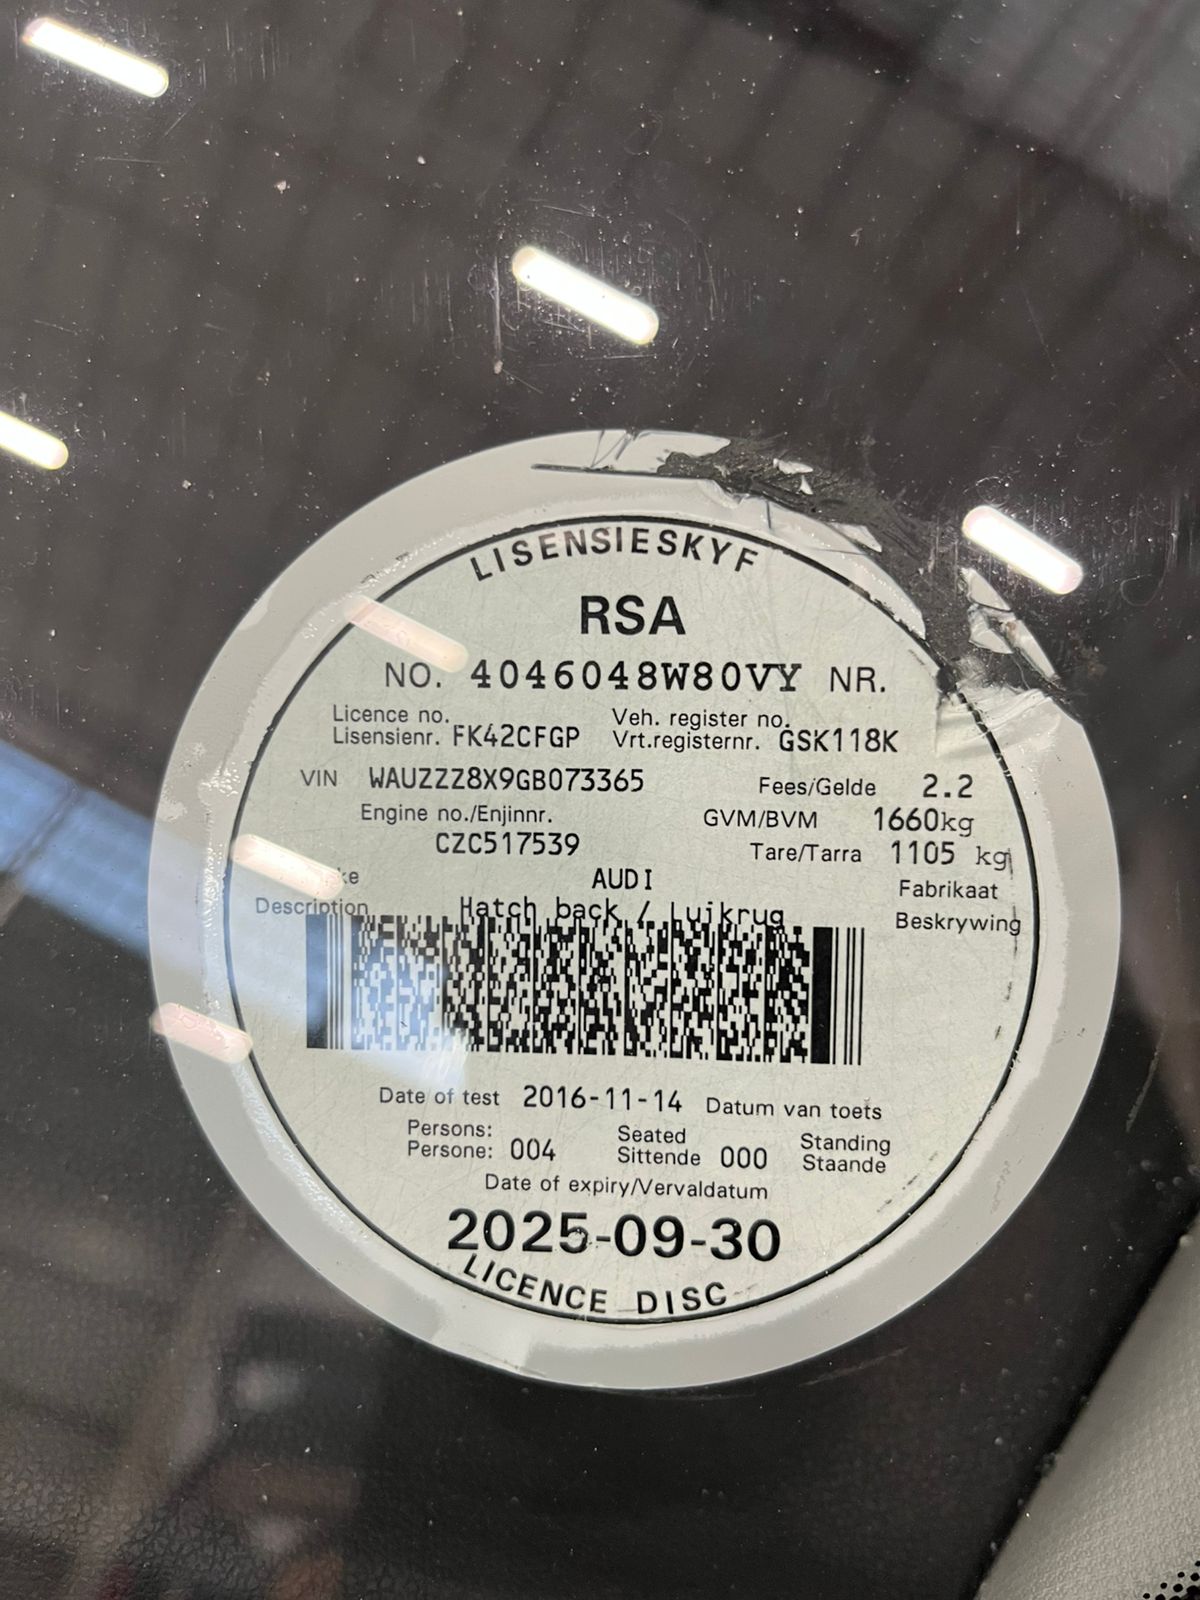 LISENSIESKYF
RSA
NO. 4046048W80VY NR.
Licence no. Veh. register no.
Lisensienr. FK42CFGP Vrt.registernr. GSK118K
VIN WAUZZZ8X9GB073365 Fees/Gelde 2.2
Engine no./Enjinnr. GVM/BVM 1660kg
CZC517539 Tare/Tarra 1105 kg
AUDI Fabrikaat
Description Hatch back / Luikrug Beskrywing
Date of test 2016-11-14 Datum van toets
Persons: Seated Standing
Persone: 004 Sittende 000 Staande
Date of expiry/Vervaldatum
2025-09-30
LICENCE DISC